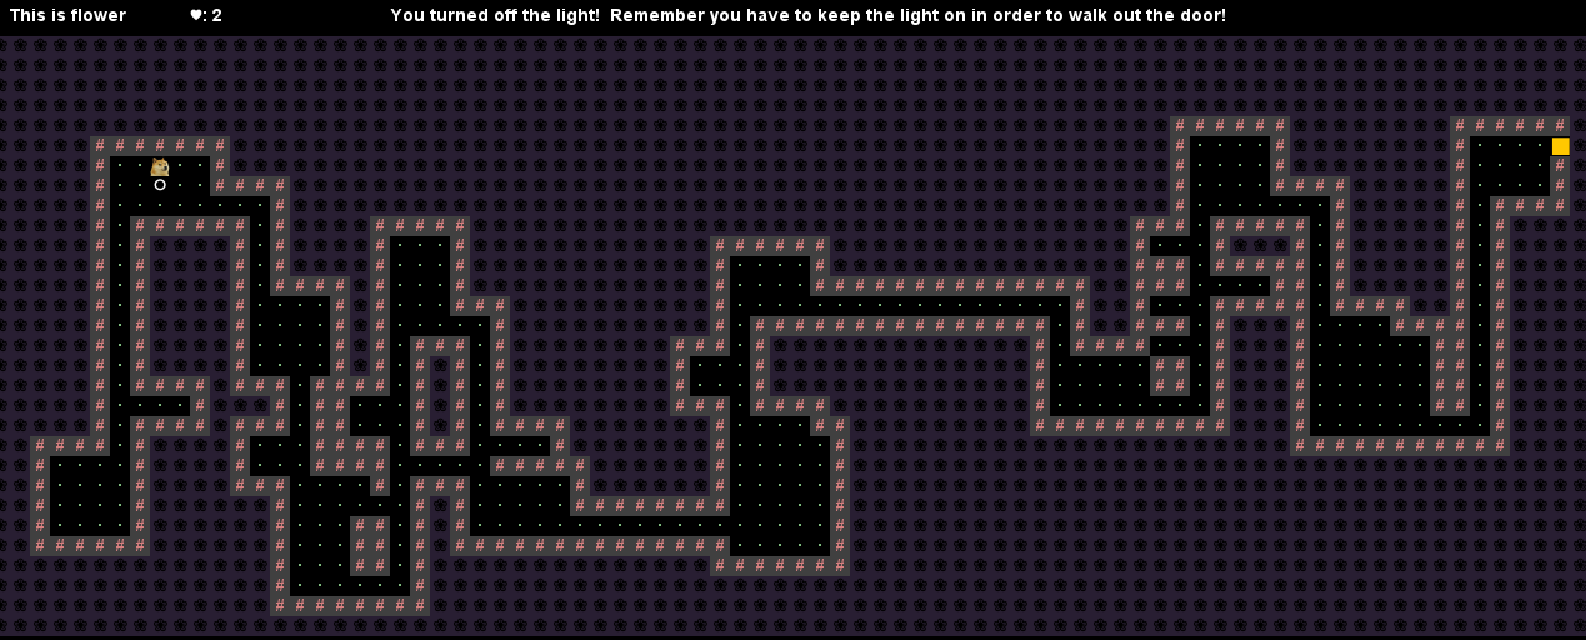 This is flower ♥: 2 You turned off the light! Remember you have to keep the light on in order to walk out the door!